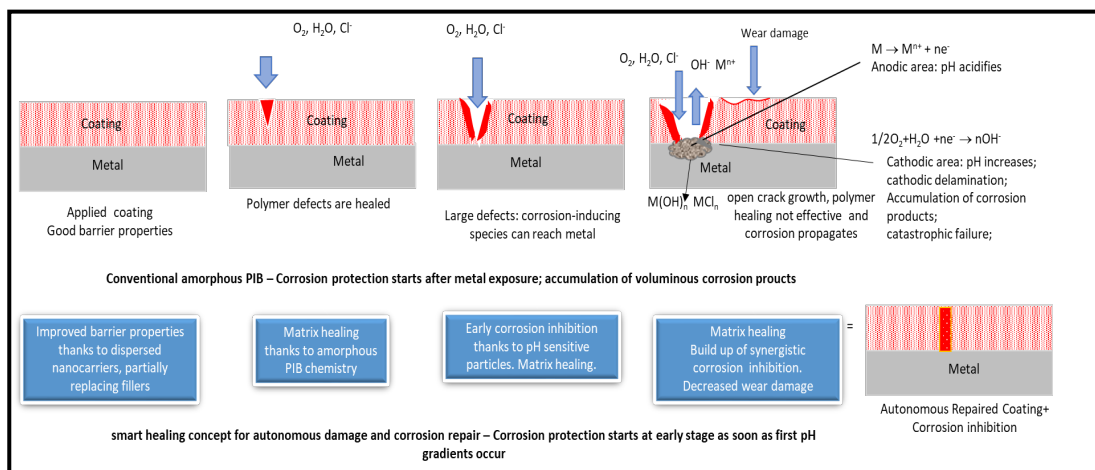 O₂, H₂O, Cl⁻
Coating
Metal
Applied coating
Good barrier properties
O₂, H₂O, Cl⁻
Coating
Metal
Polymer defects are healed
O₂, H₂O, Cl⁻
Coating
Metal
Large defects: corrosion-inducing
species can reach metal
Wear damage
OH⁻ Mⁿ⁺
Coating
Metal
M(OH)ₙ MClₙ
open crack growth, polymer
healing not effective and
corrosion propagates
M → Mⁿ⁺ + ne⁻
Anodic area: pH acidifies
1/2O₂+H₂O +ne⁻ → nOH⁻
Cathodic area: pH increases;
cathodic delamination;
Accumulation of corrosion
products;
catastrophic failure;
Conventional amorphous PIB – Corrosion protection starts after metal exposure; accumulation of voluminous corrosion proucts
Improved barrier properties
thanks to dispersed
nanocarriers, partially
replacing fillers
Matrix healing
thanks to amorphous
PIB chemistry
Early corrosion inhibition
thanks to pH sensitive
particles. Matrix healing.
Matrix healing
Build up of synergistic
corrosion inhibition.
Decreased wear damage
=
Metal
Autonomous Repaired Coating+
Corrosion inhibition
smart healing concept for autonomous damage and corrosion repair – Corrosion protection starts at early stage as soon as first pH
gradients occur